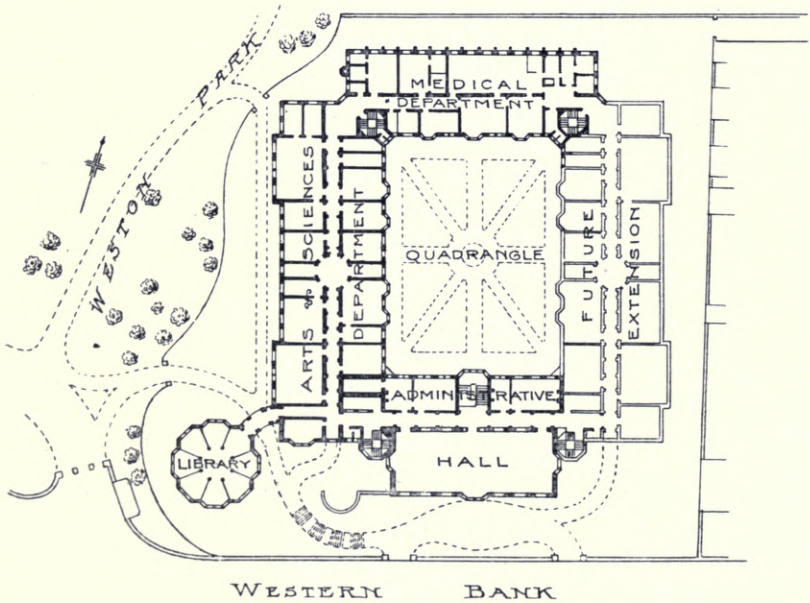 WESTON PARK
MEDICAL
DEPARTMENT
ARTS & SCIENCES
DEPARTMENT
QUADRANGLE
FUTURE
EXTENSION
ADMINISTRATIVE
LIBRARY
HALL
WESTERN BANK